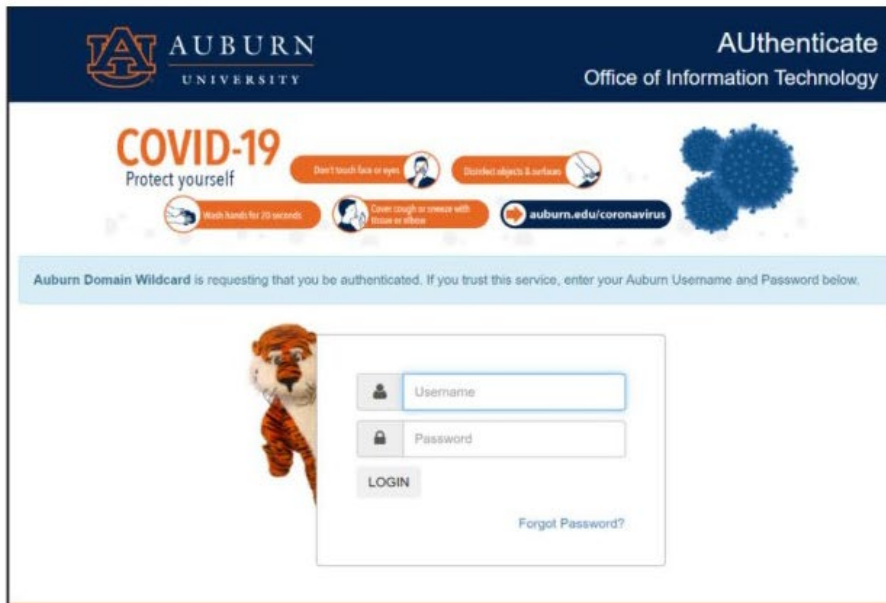 AUBURN
UNIVERSITY
AUthenticate
Office of Information Technology
COVID-19
Protect yourself
Don't touch face or eyes
Disinfect objects & surfaces
Wash hands for 20 seconds
Cover cough or sneeze with
tissue or elbow
auburn.edu/coronavirus
Auburn Domain Wildcard is requesting that you be authenticated. If you trust this service, enter your Auburn Username and Password below.
Username
Password
LOGIN
Forgot Password?